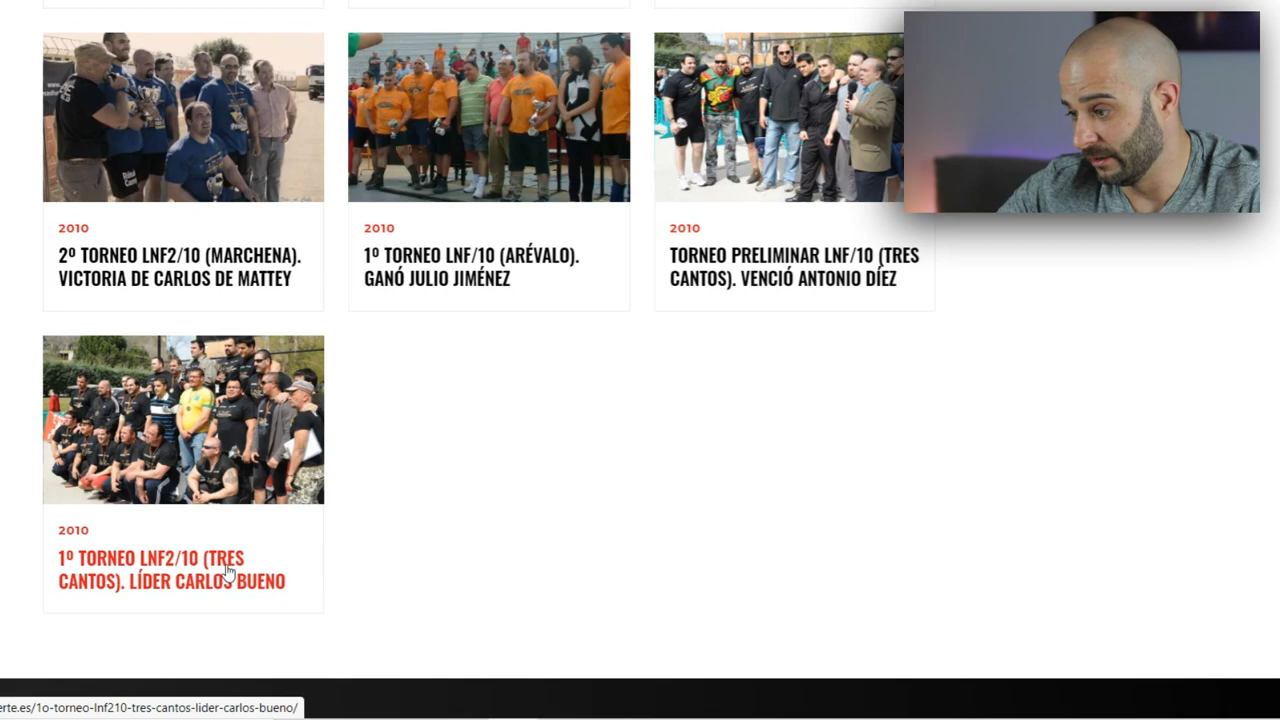 2010
2º TORNEO LNF2/10 (MARCHENA).
VICTORIA DE CARLOS DE MATTEY
2010
1º TORNEO LNF/10 (ARÉVALO).
GANÓ JULIO JIMÉNEZ
2010
TORNEO PRELIMINAR LNF/10 (TRES
CANTOS). VENCIÓ ANTONIO DÍEZ
2010
1º TORNEO LNF2/10 (TRES
CANTOS). LÍDER CARLOS BUENO
erte.es/1o-torneo-lnf210-tres-cantos-lider-carlos-bueno/